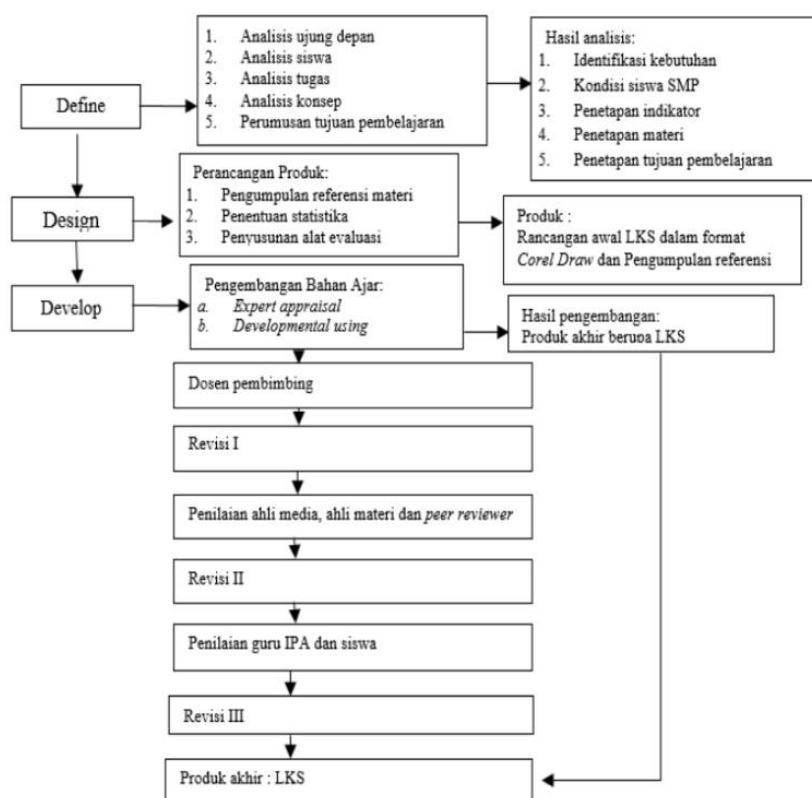 Define
1. Analisis ujung depan
2. Analisis siswa
3. Analisis tugas
4. Analisis konsep
5. Perumusan tujuan pembelajaran
Hasil analisis:
1. Identifikasi kebutuhan
2. Kondisi siswa SMP
3. Penetapan indikator
4. Penetapan materi
5. Penetapan tujuan pembelajaran
Design
Perancangan Produk:
1. Pengumpulan referensi materi
2. Penentuan statistika
3. Penyusunan alat evaluasi
Produk :
Rancangan awal LKS dalam format
Corel Draw dan Pengumpulan referensi
Develop
Pengembangan Bahan Ajar:
a. Expert appraisal
b. Developmental using
Hasil pengembangan:
Produk akhir berupa LKS
Dosen pembimbing
Revisi I
Penilaian ahli media, ahli materi dan peer reviewer
Revisi II
Penilaian guru IPA dan siswa
Revisi III
Produk akhir : LKS